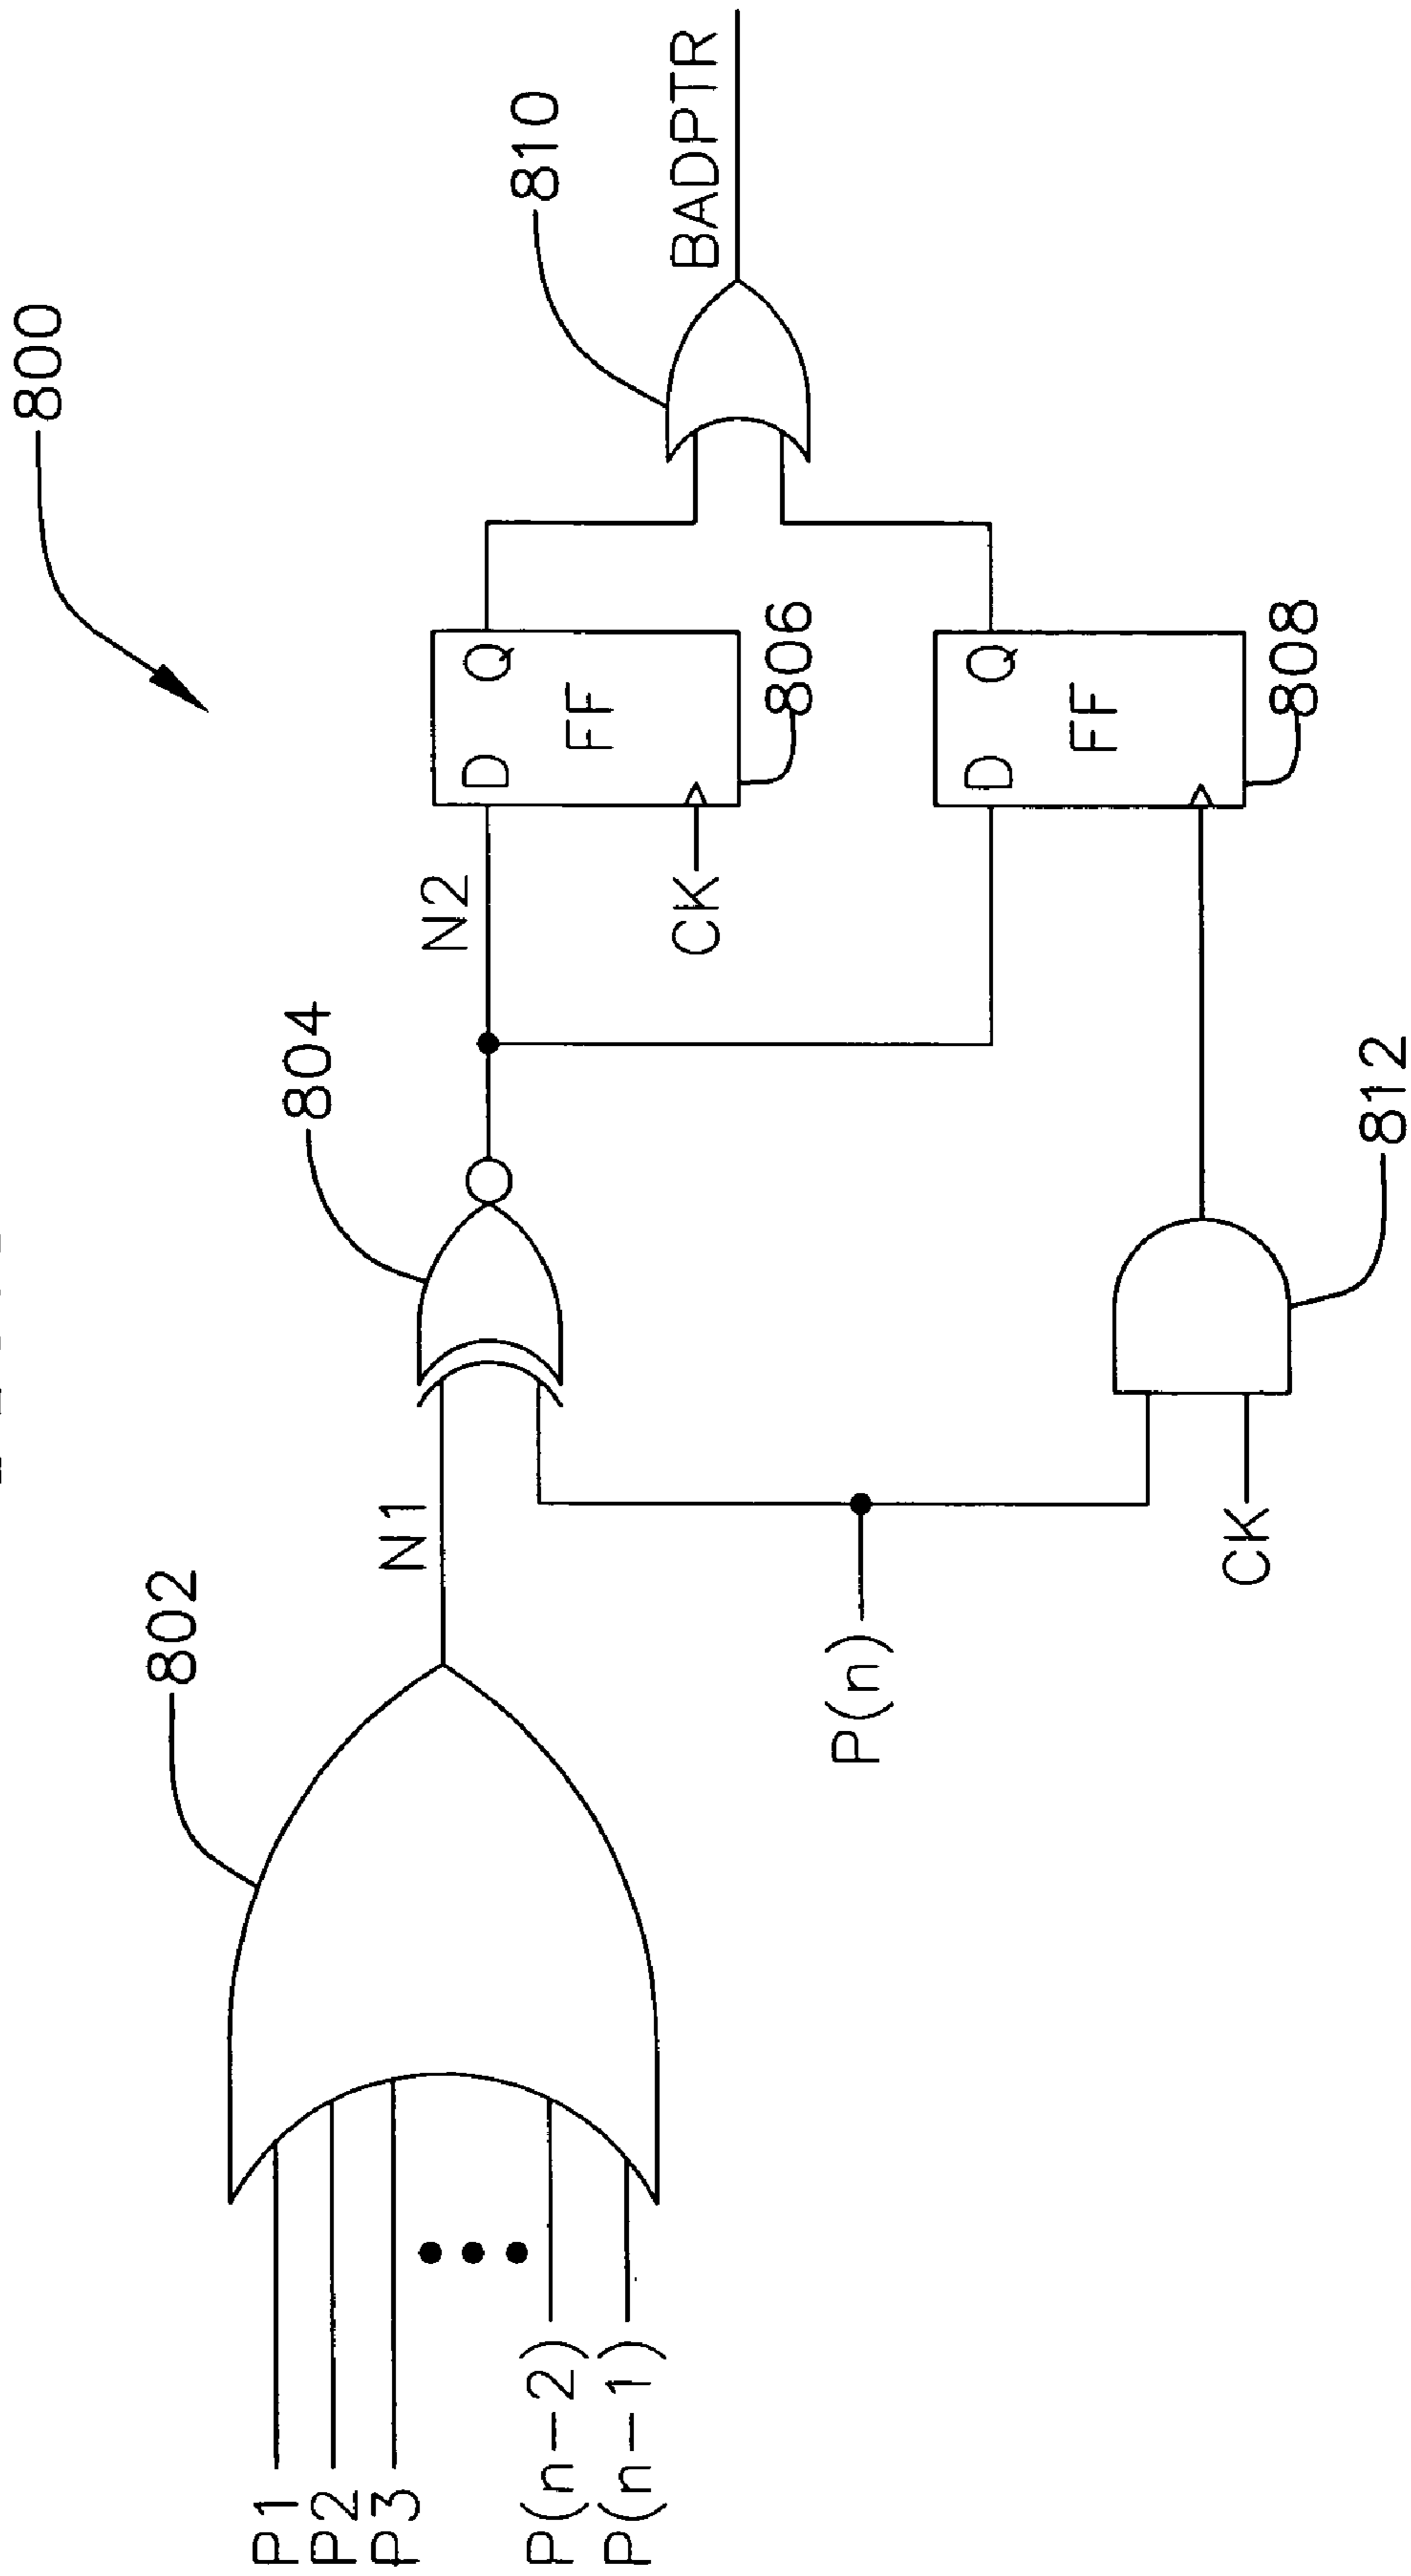 800
802
804
810
P1
P2
P3
P(n-2)
P(n-1)
N1
N2
D Q
FF
CK
806
BADPTR
P(n)
D Q
FF
808
CK
812